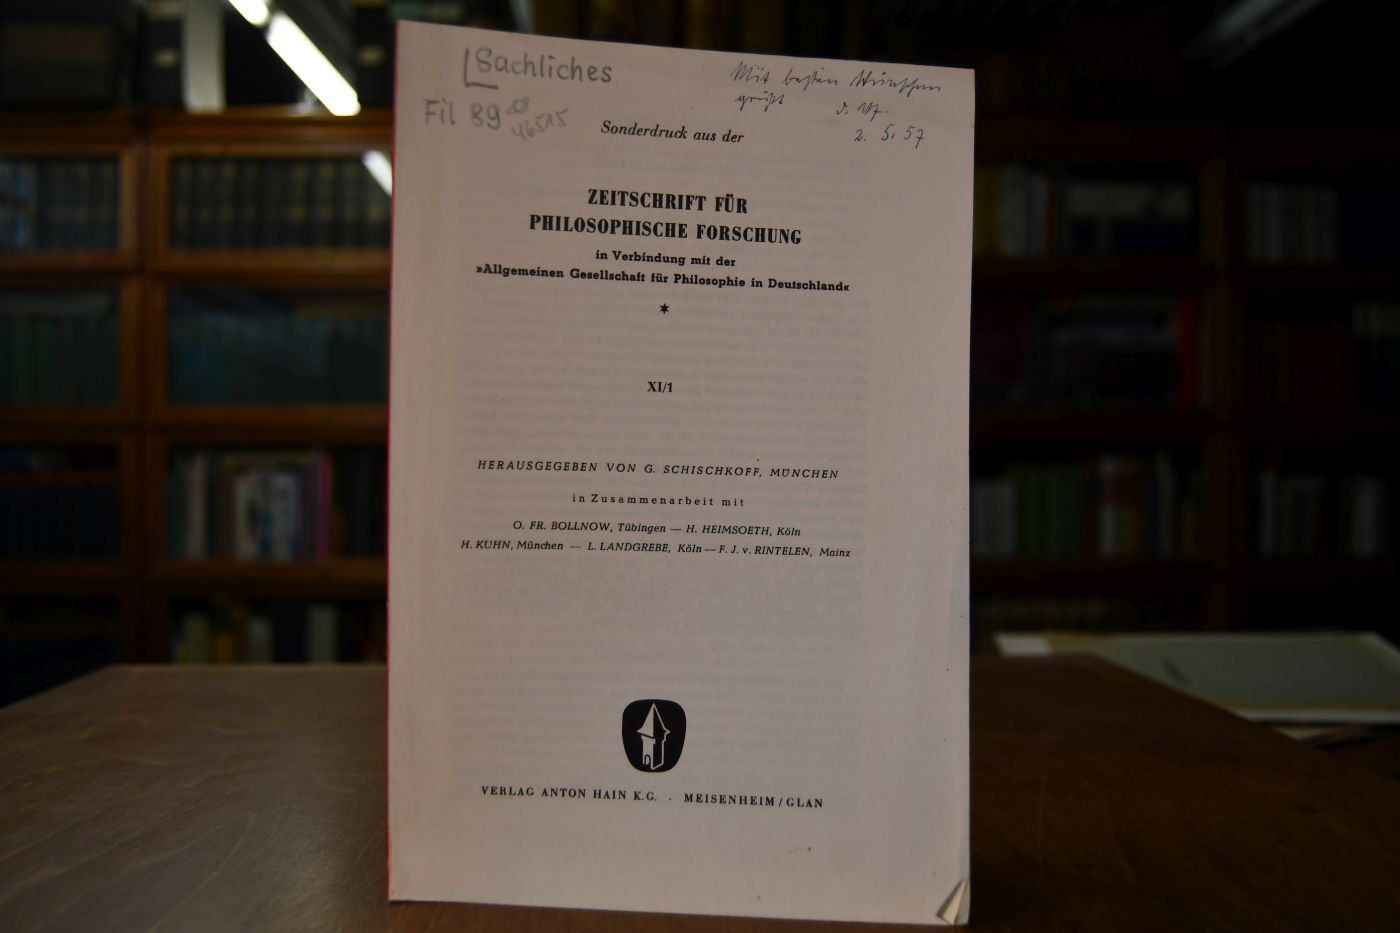 Sachliches
Fil 89
46515
Mit besten Wünschen
grüßt d. Vf.
2. 5. 57
Sonderdruck aus der
ZEITSCHRIFT FÜR
PHILOSOPHISCHE FORSCHUNG
in Verbindung mit der
»Allgemeinen Gesellschaft für Philosophie in Deutschland«
XI/1
HERAUSGEGEBEN VON G. SCHISCHKOFF, MÜNCHEN
in Zusammenarbeit mit
O. FR. BOLLNOW, Tübingen — H. HEIMSOETH, Köln
H. KUHN, München — L. LANDGREBE, Köln — F. J. v. RINTELEN, Mainz
VERLAG ANTON HAIN K.G. · MEISENHEIM/GLAN